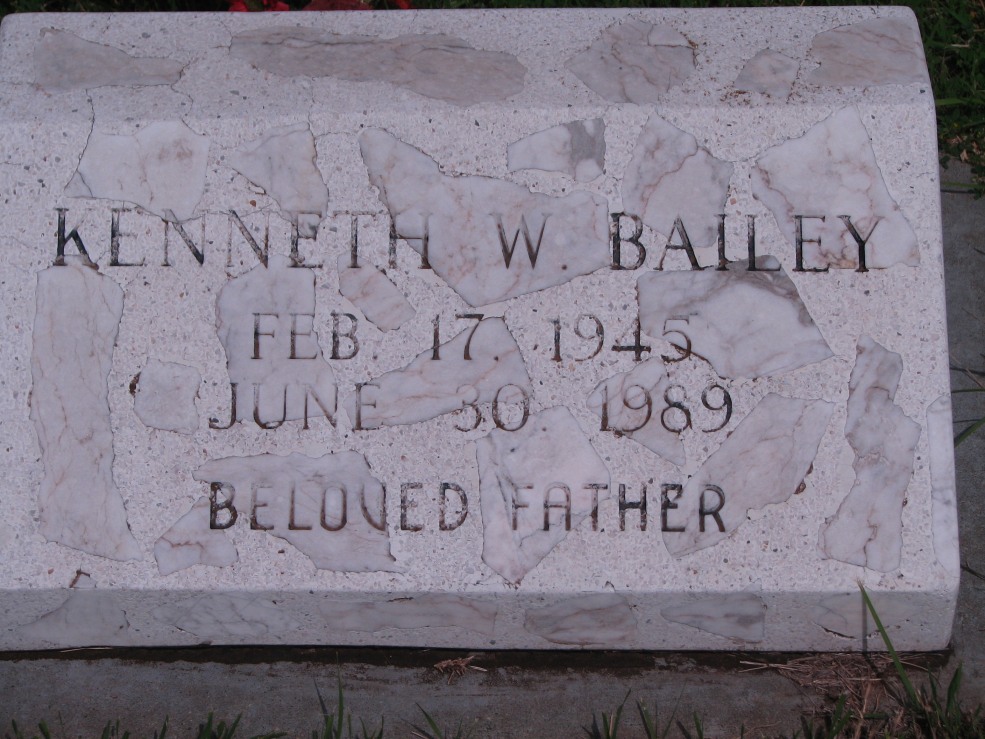 KENNETH W BAILEY
FEB. 17. 1945
JUNE 30. 1989
BELOVED FATHER